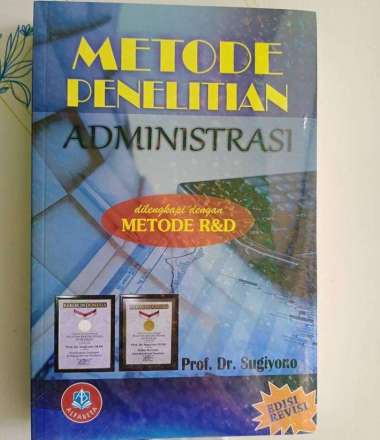 METODE
PENELITIAN
ADMINISTRASI
dilengkapi dengan
METODE R&D
Prof. Dr. Sugiyono
ALFABETA
EDISI
REVISI